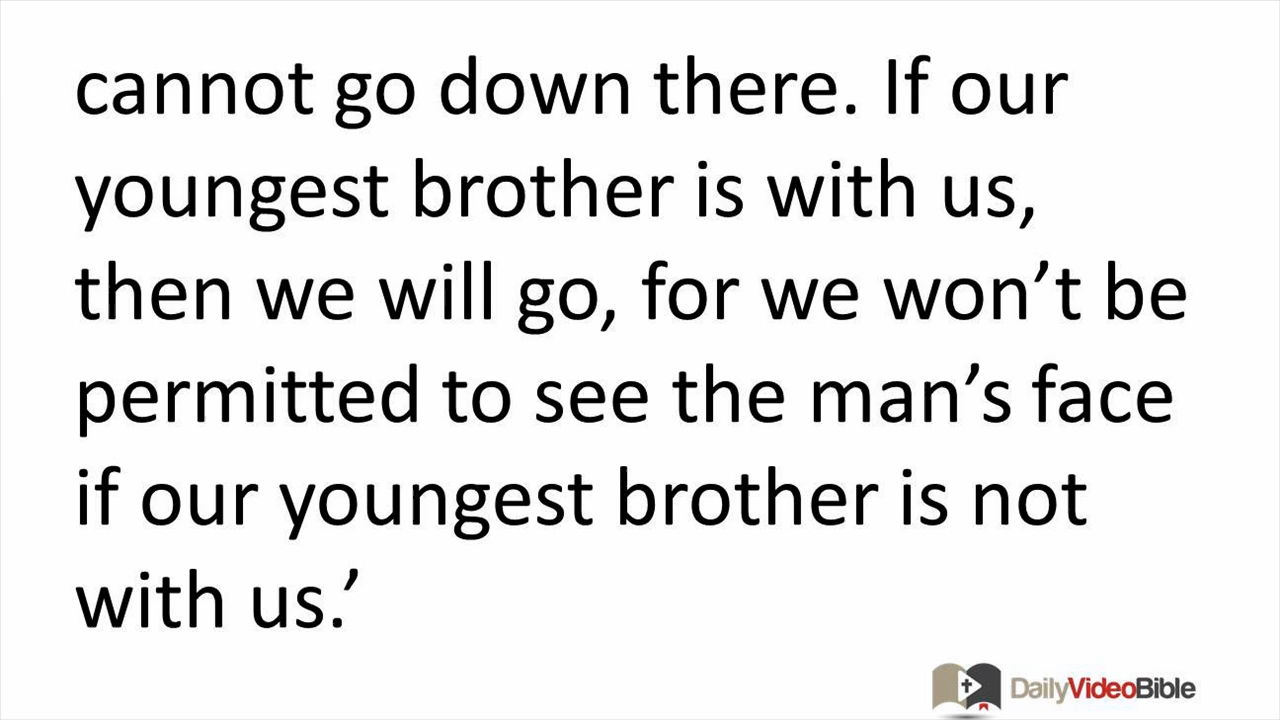 cannot go down there. If our
youngest brother is with us,
then we will go, for we won’t be
permitted to see the man’s face
if our youngest brother is not
with us.’
DailyVideoBible